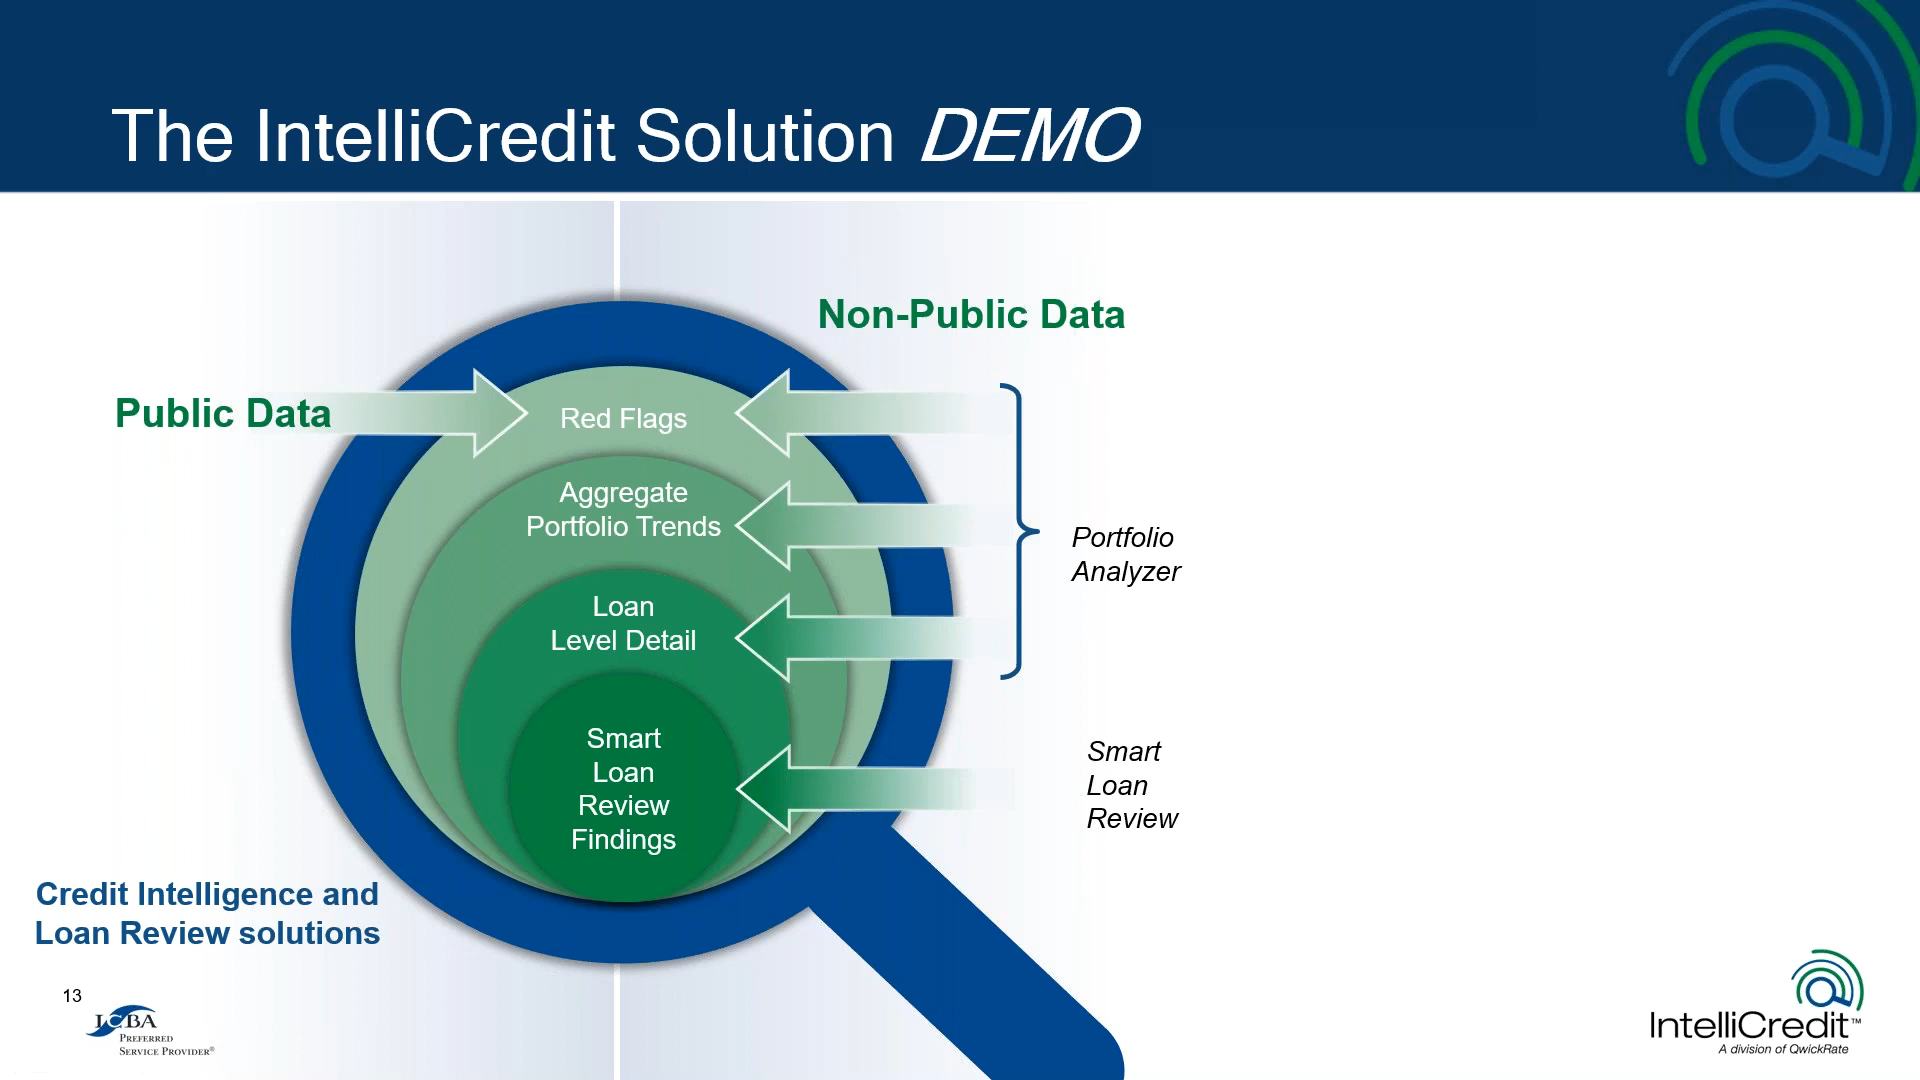 The IntelliCredit Solution DEMO
Non-Public Data
Public Data
Red Flags
Aggregate
Portfolio Trends
Loan
Level Detail
Smart
Loan
Review
Findings
Portfolio
Analyzer
Smart
Loan
Review
Credit Intelligence and
Loan Review solutions
13
ICBA
PREFERRED
SERVICE PROVIDER®
IntelliCredit™
A division of QwickRate